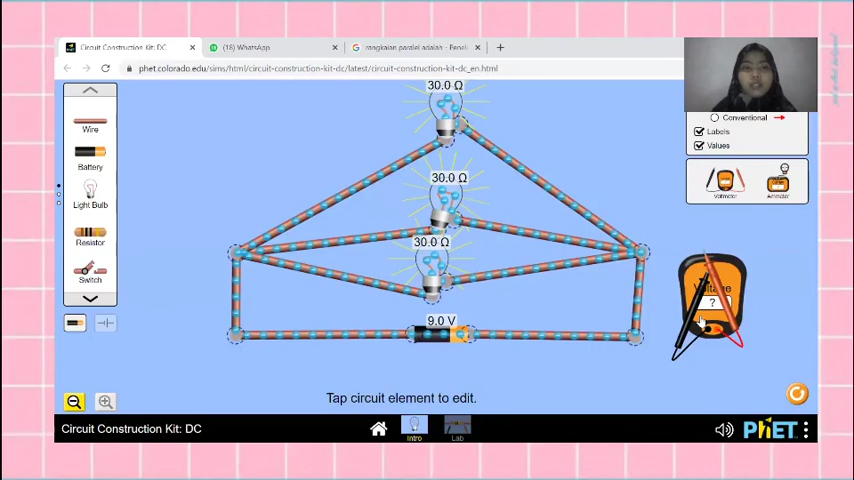 Circuit Construction Kit: DC
(18) WhatsApp
rangkaian paralel adalah - Penelu
phet.colorado.edu/sims/html/circuit-construction-kit-dc/latest/circuit-construction-kit-dc_en.html
Conventional
Labels
Values
Voltmeter
Ammeter
Wire
Battery
Light Bulb
Resistor
Switch
30.0 Ω
30.0 Ω
30.0 Ω
9.0 V
Voltage
?
Tap circuit element to edit.
Circuit Construction Kit: DC
Intro
Lab
PhET